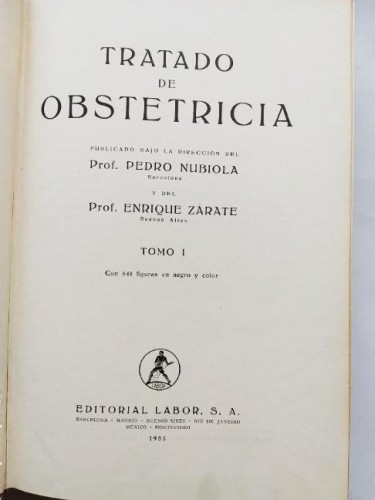 TRATADO
DE
OBSTETRICIA
PUBLICADO BAJO LA DIRECCIÓN DEL
Prof. PEDRO NUBIOLA
Barcelona
Y DEL
Prof. ENRIQUE ZÁRATE
Buenos Aires
TOMO I
Con 644 figuras en negro y color
LABOR
EDITORIAL LABOR, S. A.
BARCELONA - MADRID - BUENOS AIRES - RIO DE JANEIRO
MÉXICO - MONTEVIDEO
1951